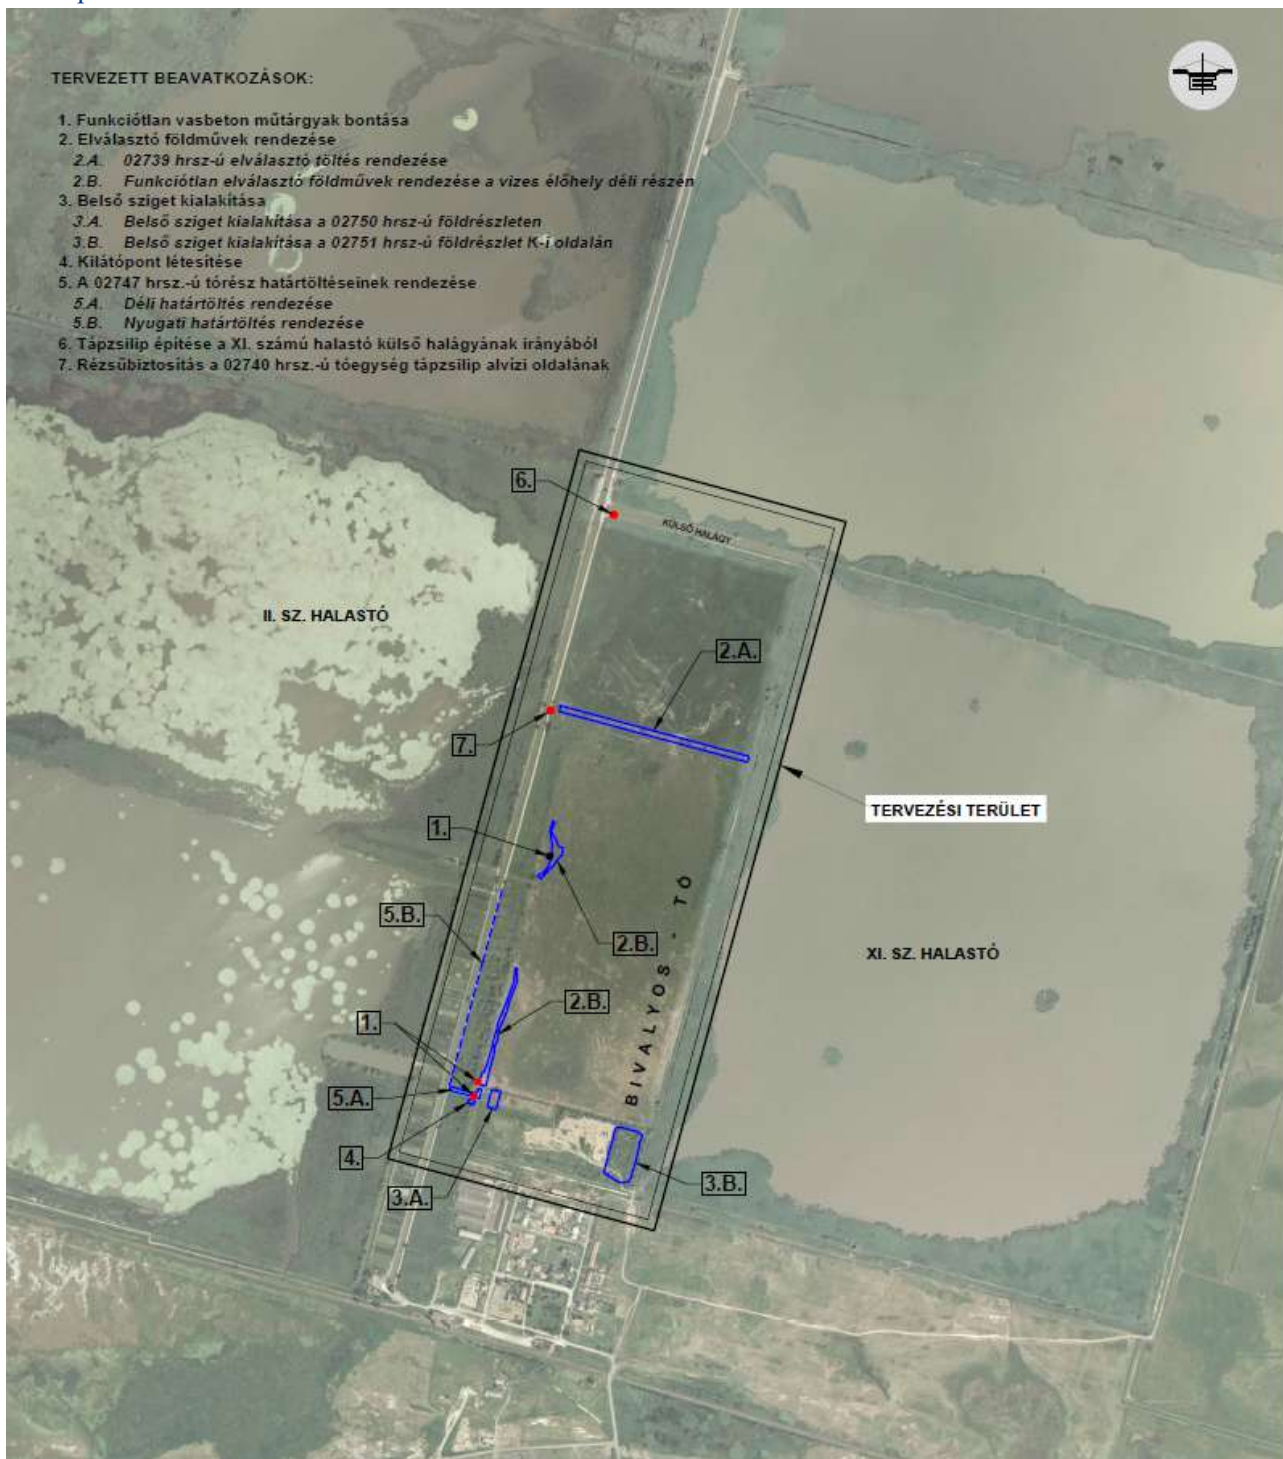 TERVEZETT BEAVATKOZÁSOK:
1. Funkciótlan vasbeton műtárgyak bontása
2. Elválasztó földművek rendezése
2.A. 02739 hrsz-ú elválasztó töltés rendezése
2.B. Funkciótlan elválasztó földművek rendezése a vizes élőhely déli részén
3. Belső sziget kialakítása
3.A. Belső sziget kialakítása a 02750 hrsz-ú földrészleten
3.B. Belső sziget kialakítása a 02751 hrsz-ú földrészlet K-i oldalán
4. Kilátópont létesítése
5. A 02747 hrsz.-ú tórész határtöltéseinek rendezése
5.A. Déli határtöltés rendezése
5.B. Nyugati határtöltés rendezése
6. Tápzsilip építése a XI. számú halastó külső halágyának irányából
7. Rézsűbiztosítás a 02740 hrsz.-ú tóegység tápzsilip alvízi oldalának
6.
KÜLSŐ HALÁGY
II. SZ. HALASTÓ
2.A.
7.
TERVEZÉSI TERÜLET
1.
5.B.
2.B.
XI. SZ. HALASTÓ
BIVALYOS - TÓ
2.B.
1.
5.A.
4.
3.A.
3.B.